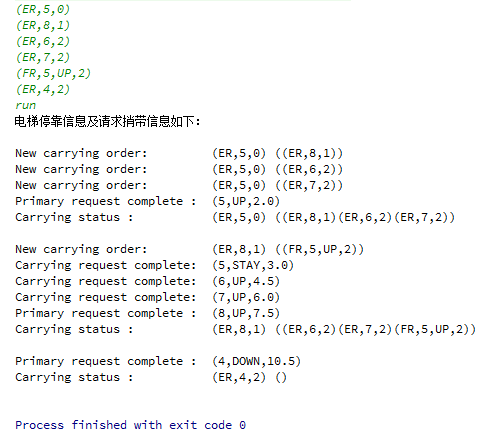 (ER,5,0)
(ER,8,1)
(ER,6,2)
(ER,7,2)
(FR,5,UP,2)
(ER,4,2)
run
电梯停靠信息及请求捎带信息如下:
New carrying order: (ER,5,0) ((ER,8,1))
New carrying order: (ER,5,0) ((ER,6,2))
New carrying order: (ER,5,0) ((ER,7,2))
Primary request complete : (5,UP,2.0)
Carrying status : (ER,5,0) ((ER,8,1)(ER,6,2)(ER,7,2))
New carrying order: (ER,8,1) ((FR,5,UP,2))
Carrying request complete: (5,STAY,3.0)
Carrying request complete: (6,UP,4.5)
Carrying request complete: (7,UP,6.0)
Primary request complete : (8,UP,7.5)
Carrying status : (ER,8,1) ((ER,6,2)(ER,7,2)(FR,5,UP,2))
Primary request complete : (4,DOWN,10.5)
Carrying status : (ER,4,2) ()
Process finished with exit code 0